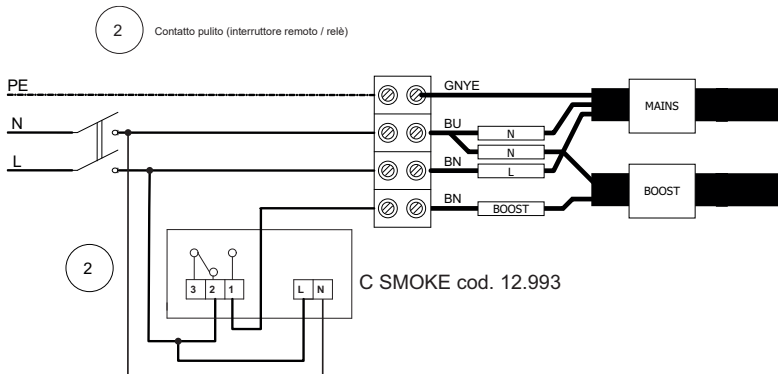 2 Contatto pulito (interruttore remoto / relè)
PE
GNYE
MAINS
N
BU
N
N
L
BN
L
BOOST
BN
BOOST
2
3 2 1
L N
C SMOKE cod. 12.993